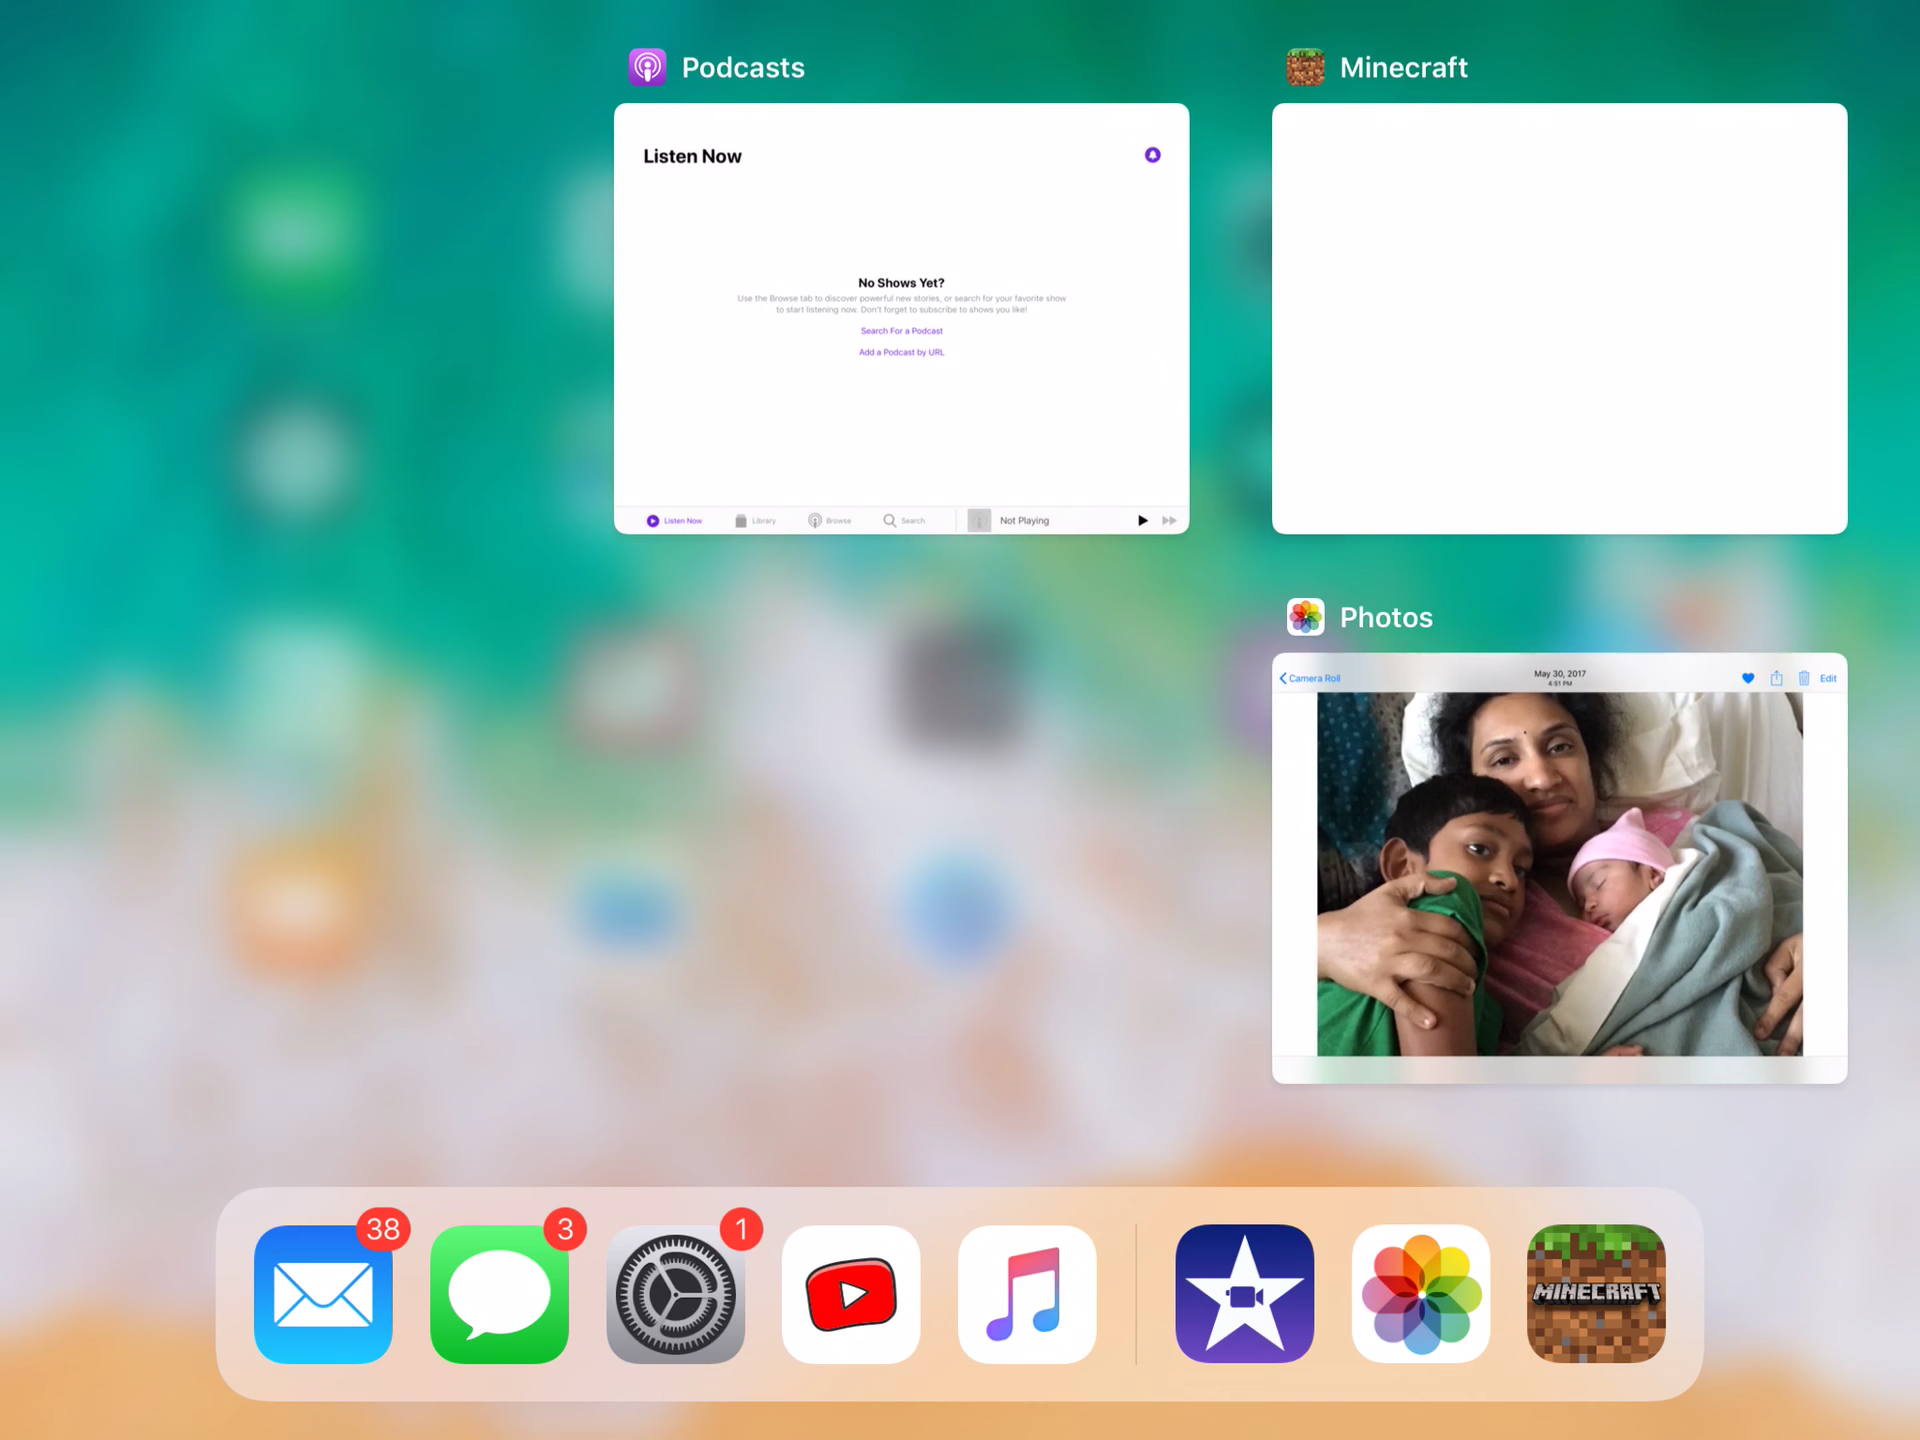 Podcasts
Minecraft
Listen Now
No Shows Yet?
Use the Browse tab to discover powerful new stories, or search for your favorite show
to start listening now. Don't forget to subscribe to shows you like!
Search For a Podcast
Add a Podcast by URL
Listen Now Library Browse Search Not Playing
Photos
Camera Roll May 30, 2017 Edit
4:51 PM
38 3 1
MINECRAFT